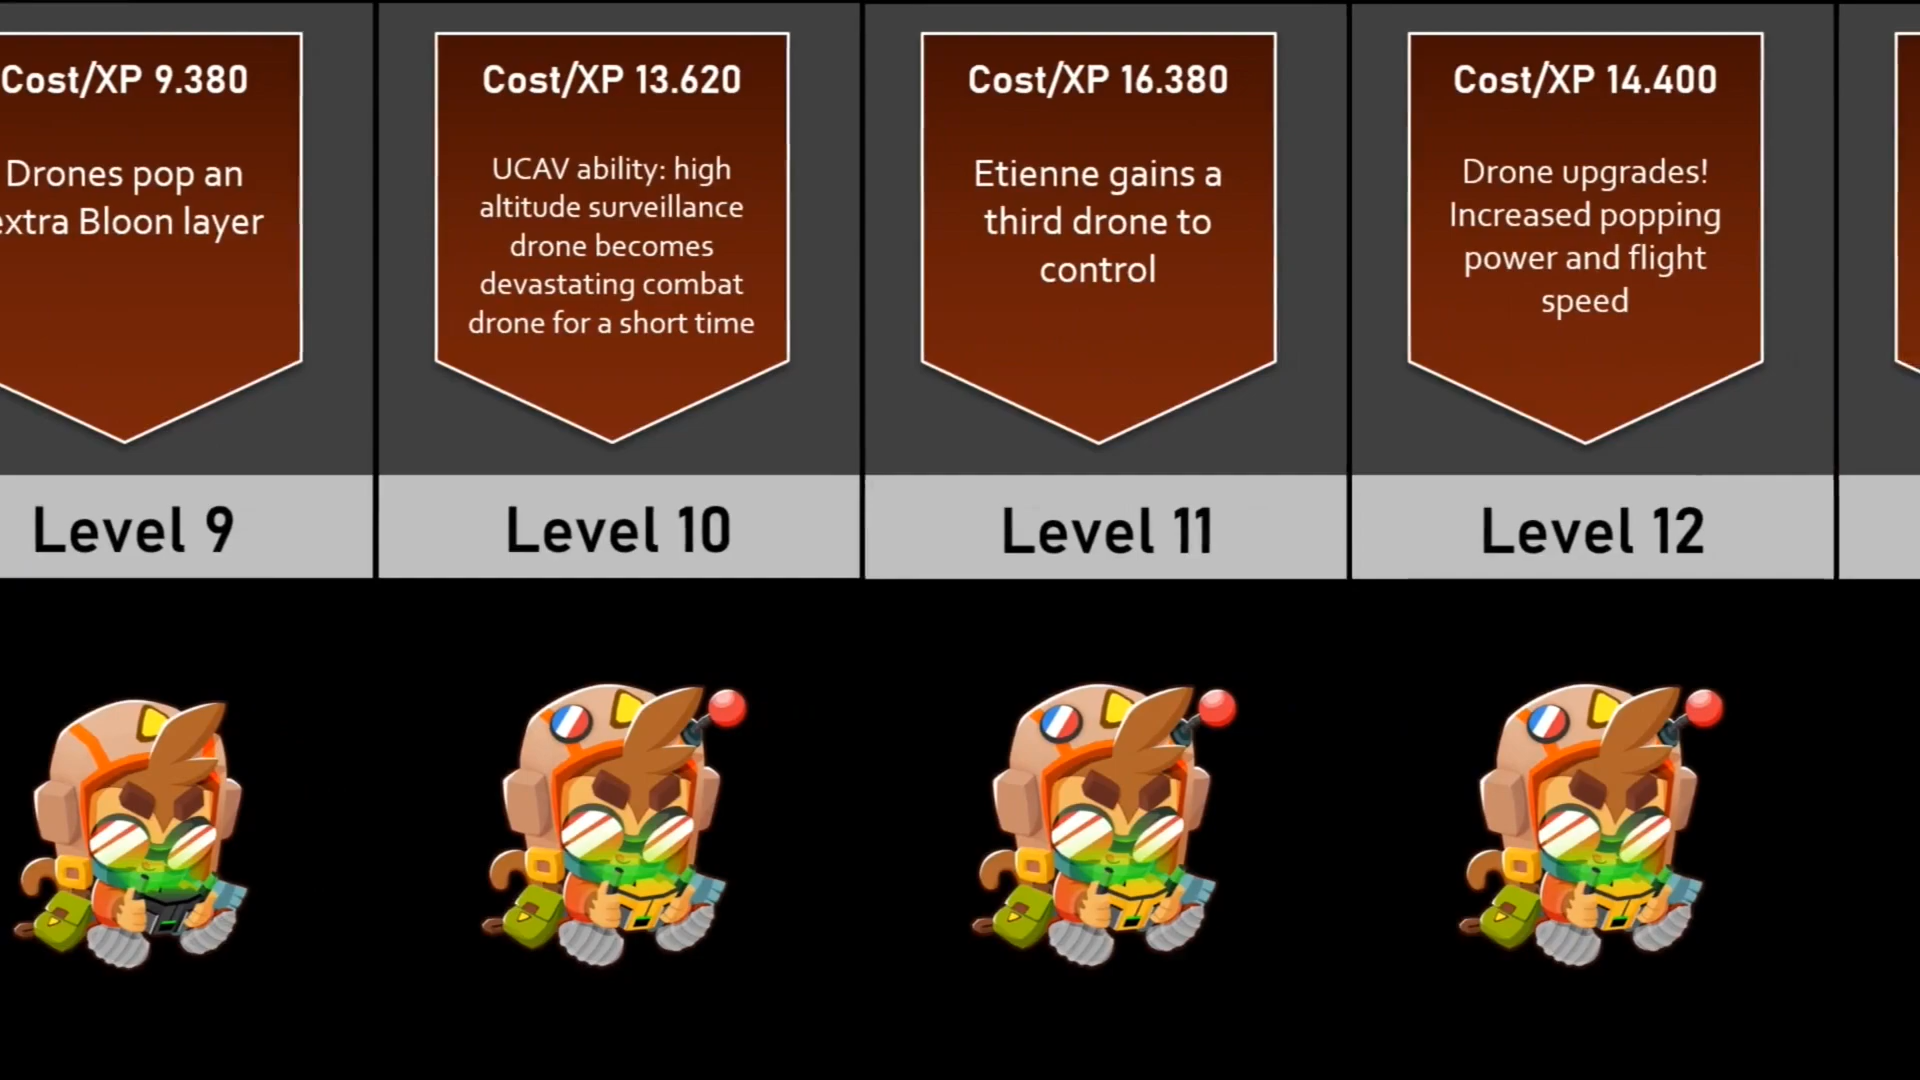 Cost/XP 9.380
Drones pop an
extra Bloon layer
Level 9
Cost/XP 13.620
UCAV ability: high
altitude surveillance
drone becomes
devastating combat
drone for a short time
Level 10
Cost/XP 16.380
Etienne gains a
third drone to
control
Level 11
Cost/XP 14.400
Drone upgrades!
Increased popping
power and flight
speed
Level 12